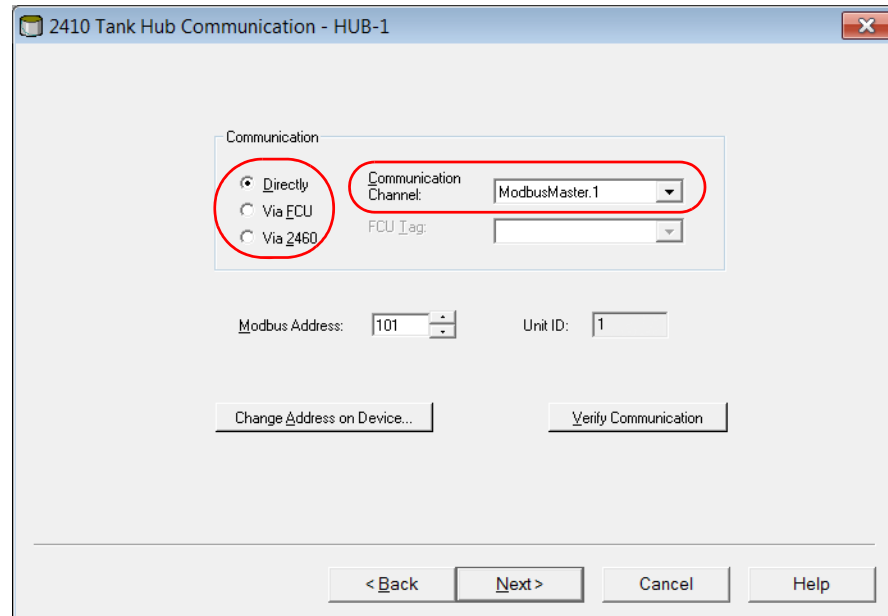 2410 Tank Hub Communication - HUB-1
Communication
Directly
Via FCU
Via 2460
Communication
Channel:
ModbusMaster.1
FCU Tag:
Modbus Address:
101
Unit ID:
1
Change Address on Device...
Verify Communication
< Back
Next >
Cancel
Help